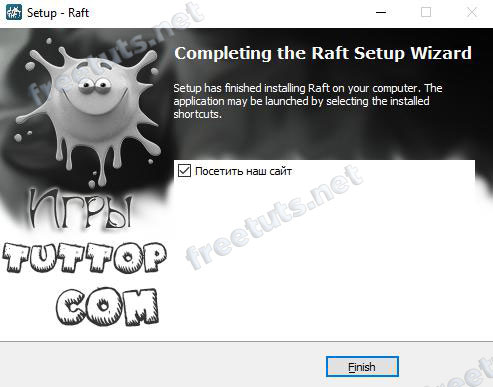 Setup - Raft
freetuts.net
Completing the Raft Setup Wizard
Setup has finished installing Raft on your computer. The
application may be launched by selecting the installed
shortcuts.
Посетить наш сайт
Игры
TUTTOP
COM
freetuts.net
Finish
freetuts.net